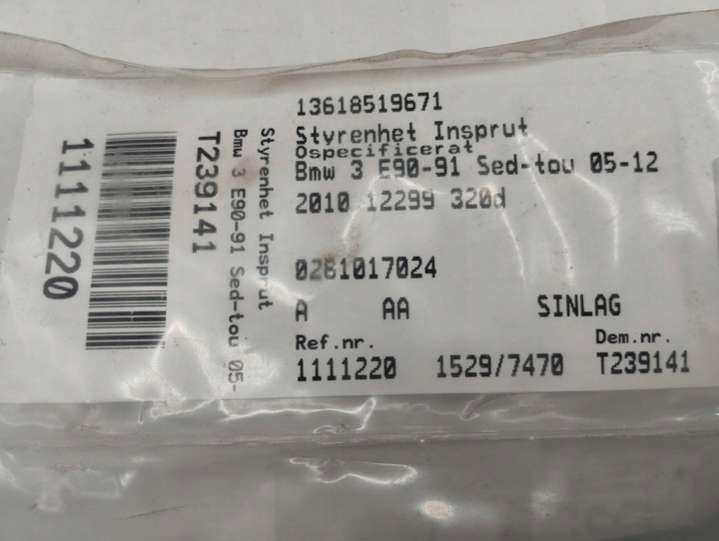 13618519671
Styrenhet Insprut
Ospecificerat
Bmw 3 E90-91 Sed-tou 05-12
2010 12299 320d
0281017024
A AA SINLAG
Ref.nr. Dem.nr.
1111220 1529/7470 T239141
Styrenhet Insprut
Bmw 3 E90-91 Sed-tou 05-
T239141
1111220